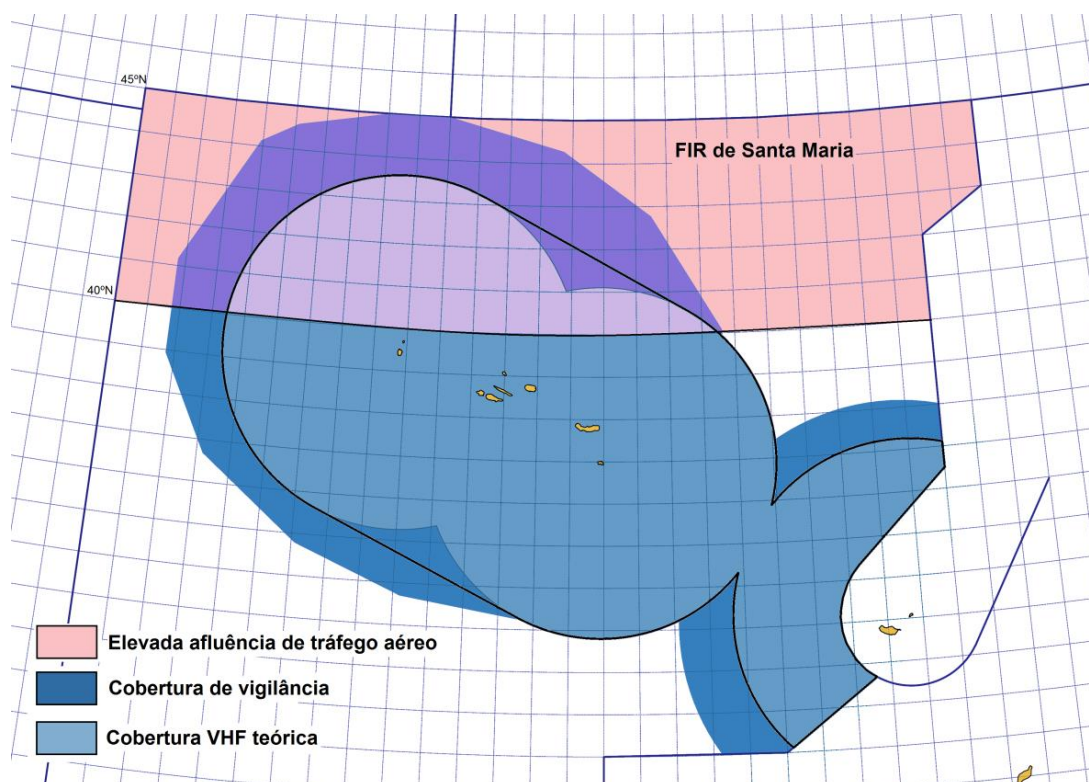 45ºN
FIR de Santa Maria
40ºN
Elevada afluência de tráfego aéreo
Cobertura de vigilância
Cobertura VHF teórica